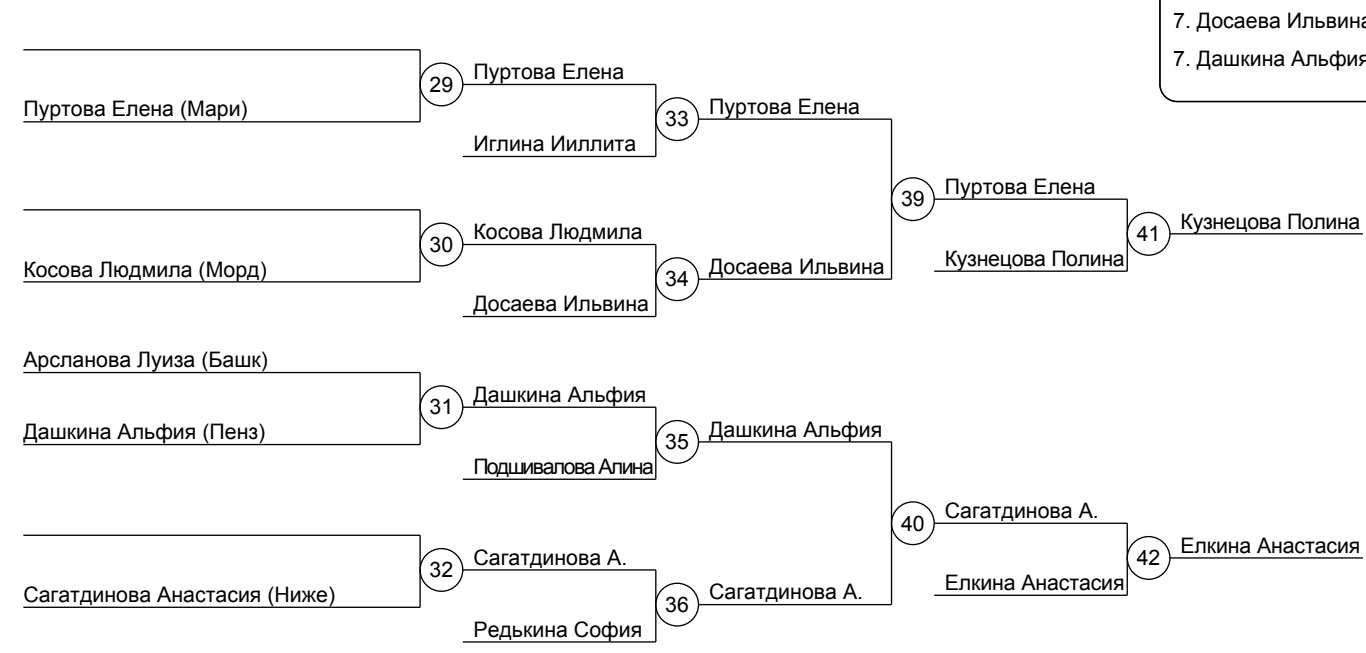 7. Досаева Ильвина
7. Дашкина Альфия
29
Пуртова Елена
Пуртова Елена (Мари)
33
Пуртова Елена
Иглина Ииллита
39
Пуртова Елена
30
Косова Людмила
41
Кузнецова Полина
Косова Людмила (Морд)
34
Досаева Ильвина
Кузнецова Полина
Досаева Ильвина
Арсланова Луиза (Башк)
31
Дашкина Альфия
Дашкина Альфия (Пенз)
35
Дашкина Альфия
Подшивалова Алина
40
Сагатдинова А.
32
Сагатдинова А.
42
Елкина Анастасия
Сагатдинова Анастасия (Ниже)
36
Сагатдинова А.
Елкина Анастасия
Редькина София